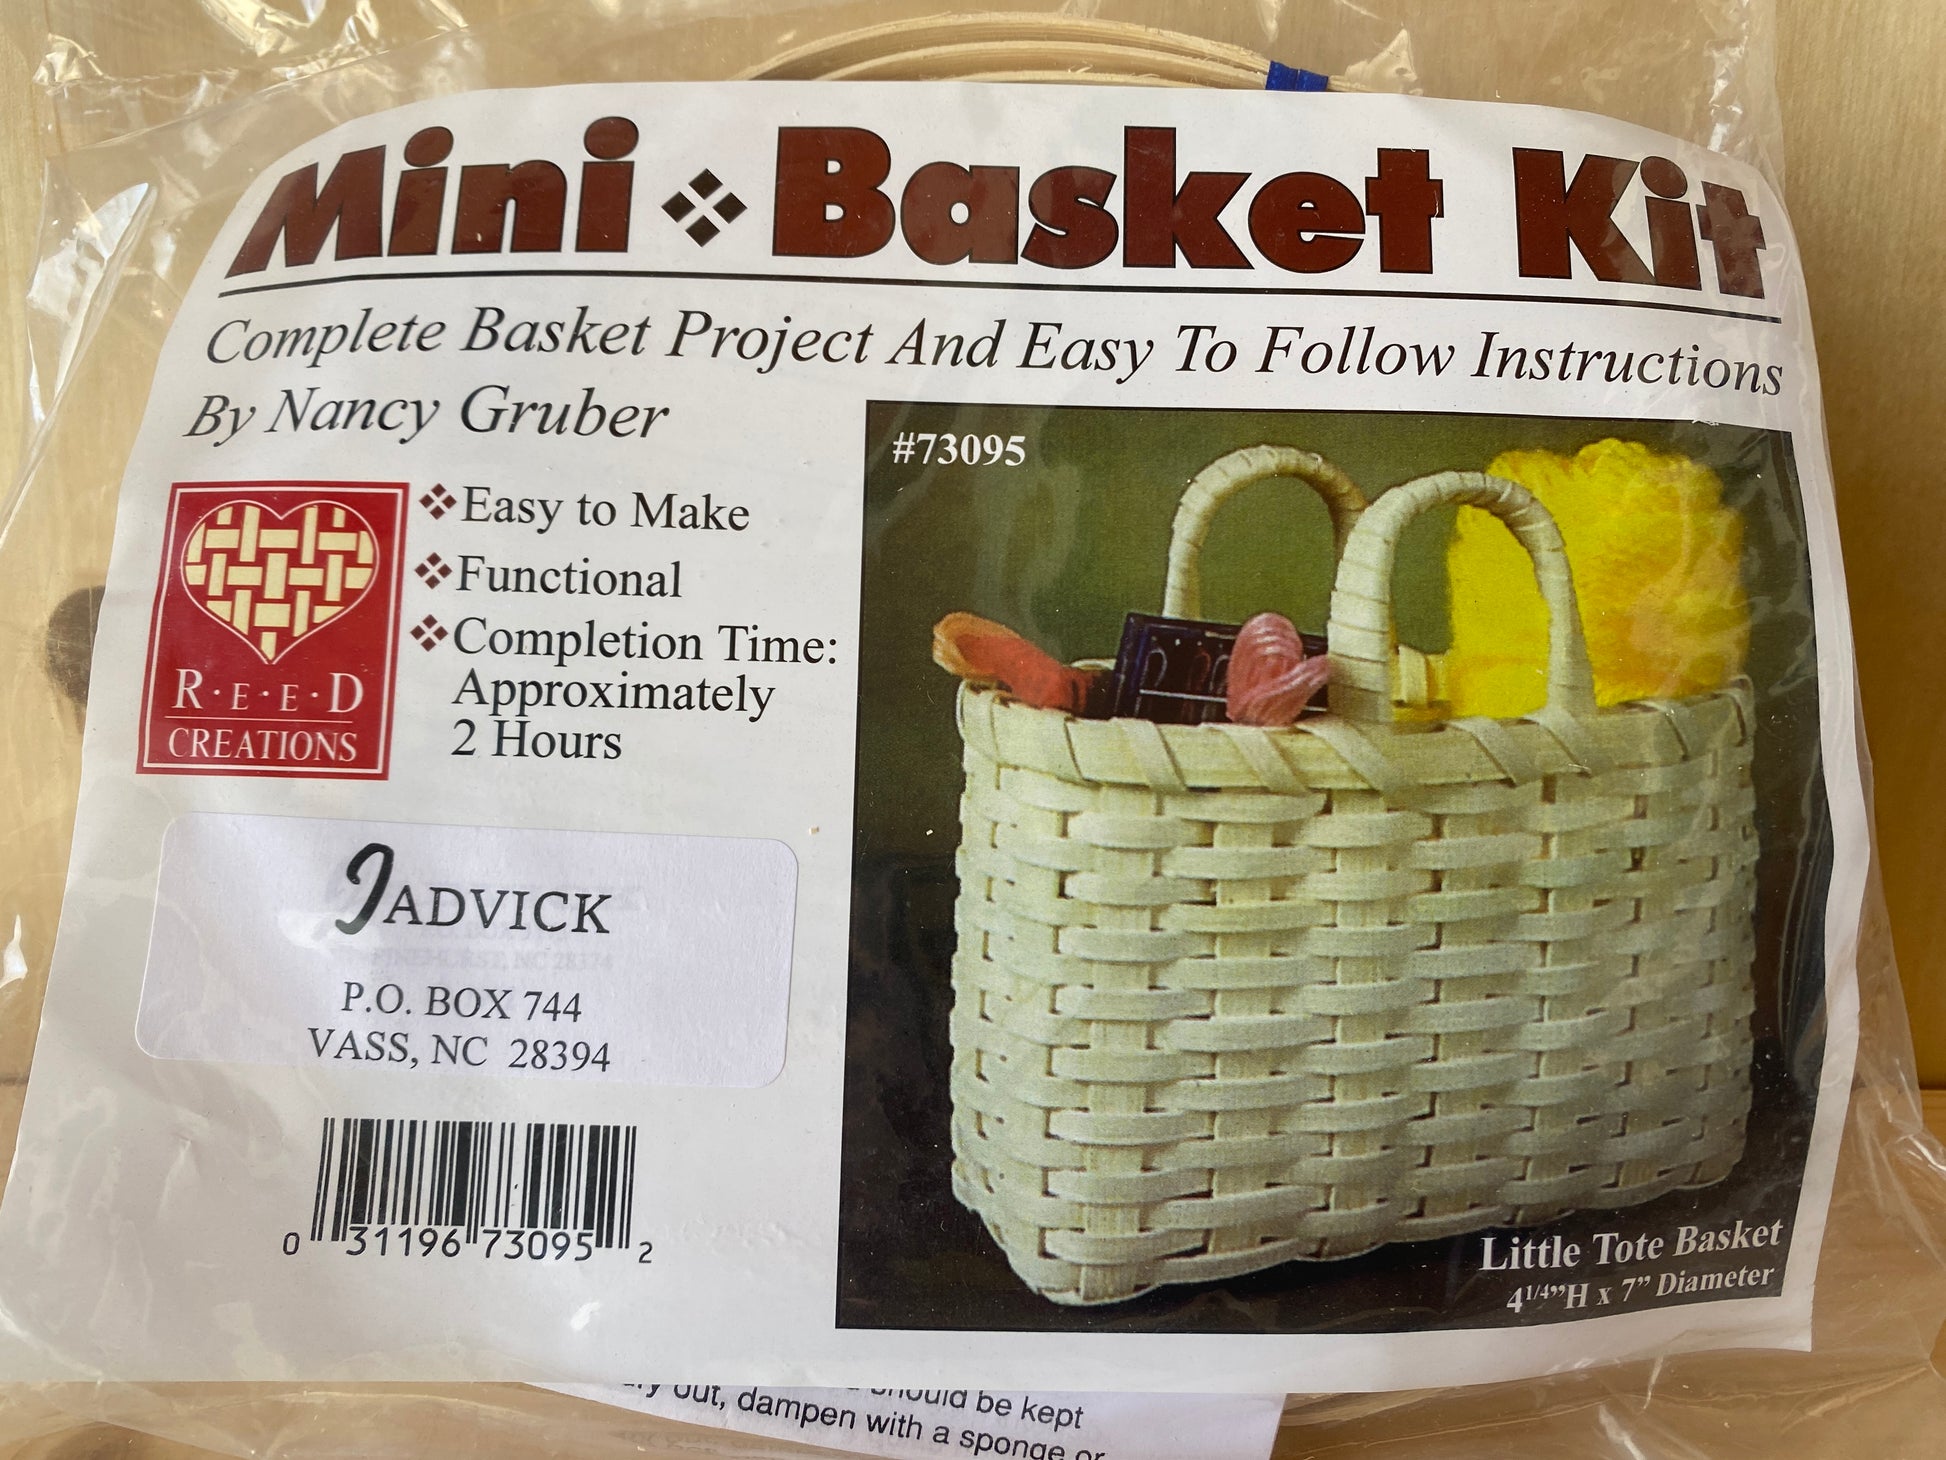 Mini Basket Kit
Complete Basket Project And Easy To Follow Instructions
By Nancy Gruber
#73095
Easy to Make
Functional
Completion Time:
Approximately
2 Hours
R·E·E·D
CREATIONS
JADVICK
P.O. BOX 744
VASS, NC 28394
0 31196 73095 2
Little Tote Basket
4 1/4”H x 7” Diameter
should be kept
out, dampen with a sponge or